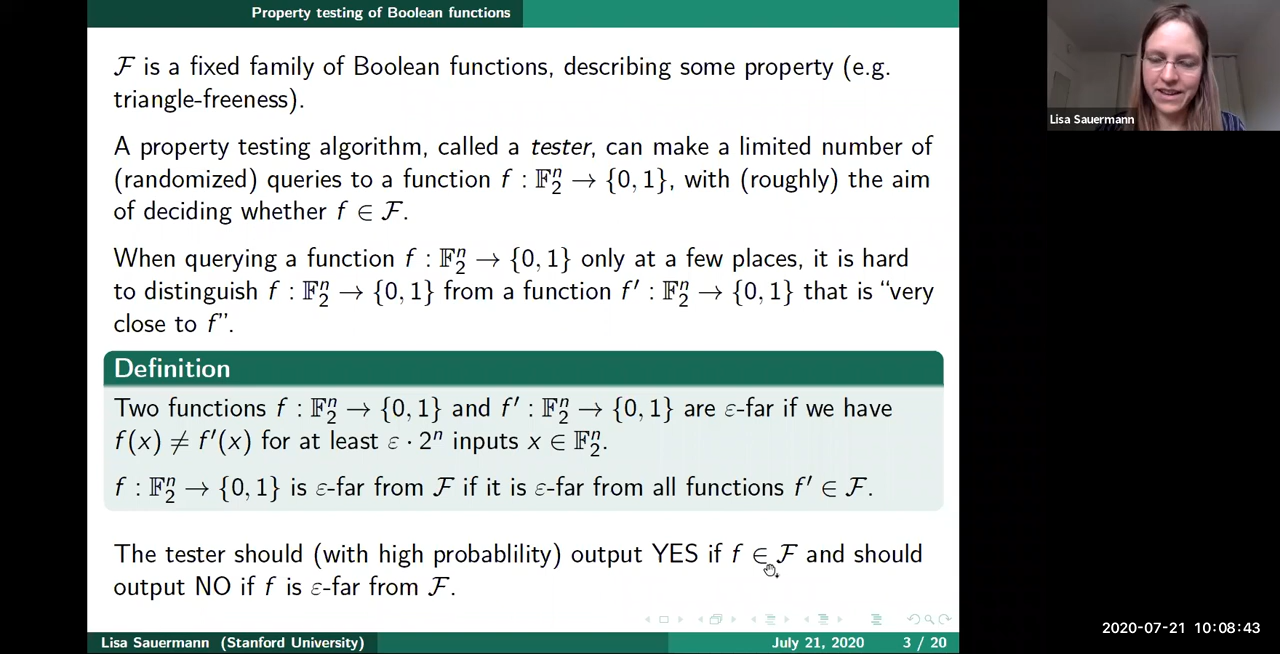 Property testing of Boolean functions
ℱ is a fixed family of Boolean functions, describing some property (e.g.
triangle-freeness).
A property testing algorithm, called a tester, can make a limited number of
(randomized) queries to a function f : 𝔽₂ⁿ → {0, 1}, with (roughly) the aim
of deciding whether f ∈ ℱ.
When querying a function f : 𝔽₂ⁿ → {0, 1} only at a few places, it is hard
to distinguish f : 𝔽₂ⁿ → {0, 1} from a function f′ : 𝔽₂ⁿ → {0, 1} that is “very
close to f”.
Definition
Two functions f : 𝔽₂ⁿ → {0, 1} and f′ : 𝔽₂ⁿ → {0, 1} are ε-far if we have
f(x) ≠ f′(x) for at least ε · 2ⁿ inputs x ∈ 𝔽₂ⁿ.
f : 𝔽₂ⁿ → {0, 1} is ε-far from ℱ if it is ε-far from all functions f′ ∈ ℱ.
The tester should (with high probablility) output YES if f ∈ ℱ and should
output NO if f is ε-far from ℱ.
Lisa Sauermann (Stanford University) July 21, 2020 3 / 20
Lisa Sauermann
2020-07-21 10:08:43